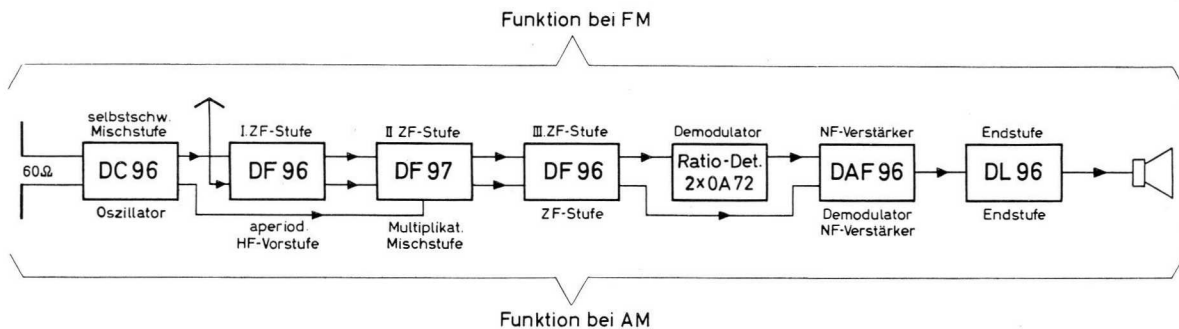 Funktion bei FM
selbstschw.
Mischstufe
I.ZF-Stufe
II ZF-Stufe
III.ZF-Stufe
Demodulator
NF-Verstärker
Endstufe
60Ω
DC 96
DF 96
DF 97
DF 96
Ratio-Det.
2×0A72
DAF 96
DL 96
Oszillator
aperiod.
HF-Vorstufe
Multiplikat.
Mischstufe
ZF-Stufe
Demodulator
NF-Verstärker
Endstufe
Funktion bei AM